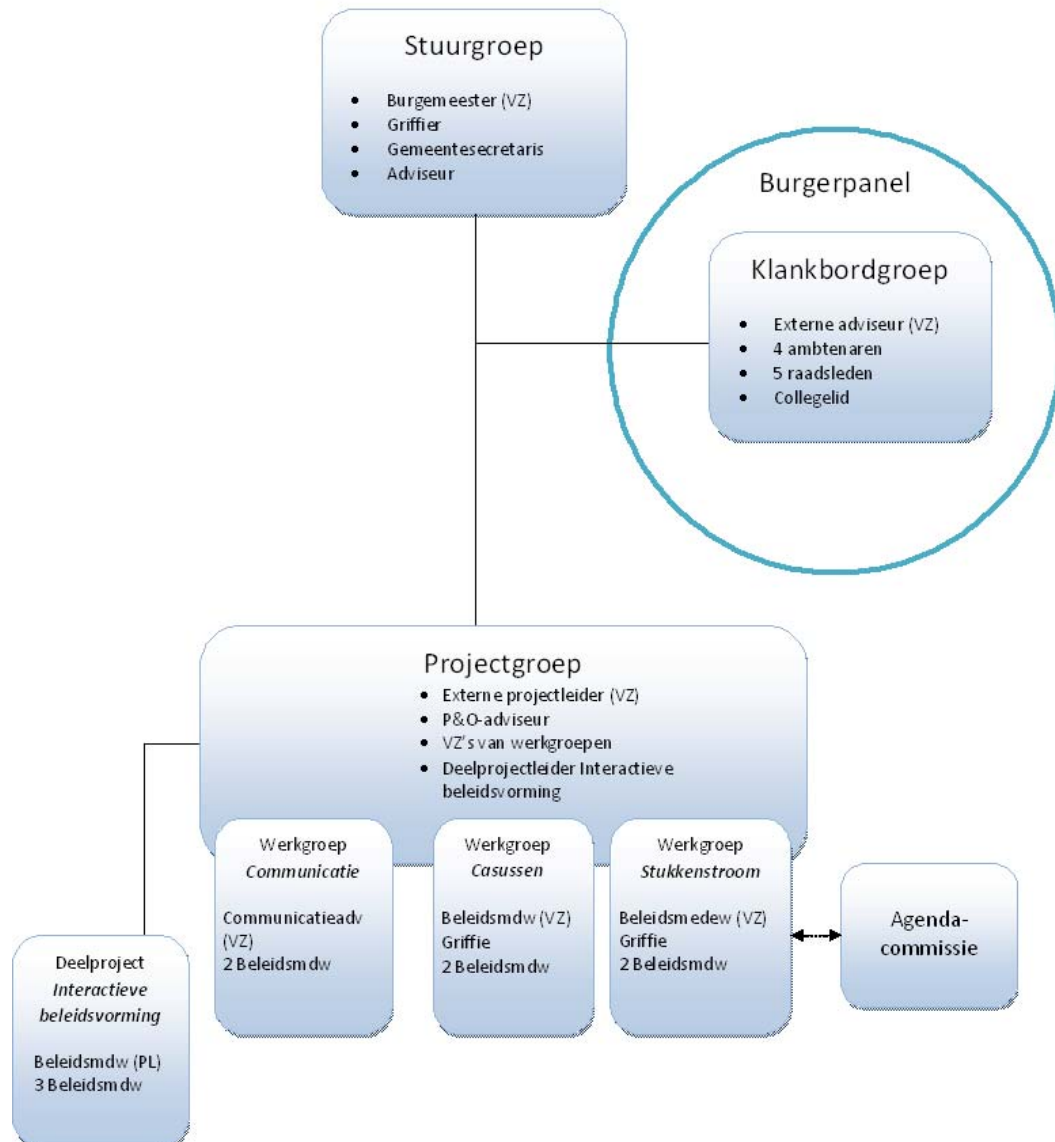 Stuurgroep
• Burgemeester (VZ)
• Griffier
• Gemeentesecretaris
• Adviseur
Burgerpanel
Klankbordgroep
• Externe adviseur (VZ)
• 4 ambtenaren
• 5 raadsleden
• Collegelid
Projectgroep
• Externe projectleider (VZ)
• P&O-adviseur
• VZ's van werkgroepen
• Deelprojectleider Interactieve
beleidsvorming
Werkgroep
Communicatie
Communicatieadv
(VZ)
2 Beleidsmdw
Werkgroep
Casussen
Beleidsmdw (VZ)
Griffie
2 Beleidsmdw
Werkgroep
Stukkenstroom
Beleidsmedew (VZ)
Griffie
2 Beleidsmdw
Agenda-
commissie
Deelproject
Interactieve
beleidsvorming
Beleidsmdw (PL)
3 Beleidsmdw